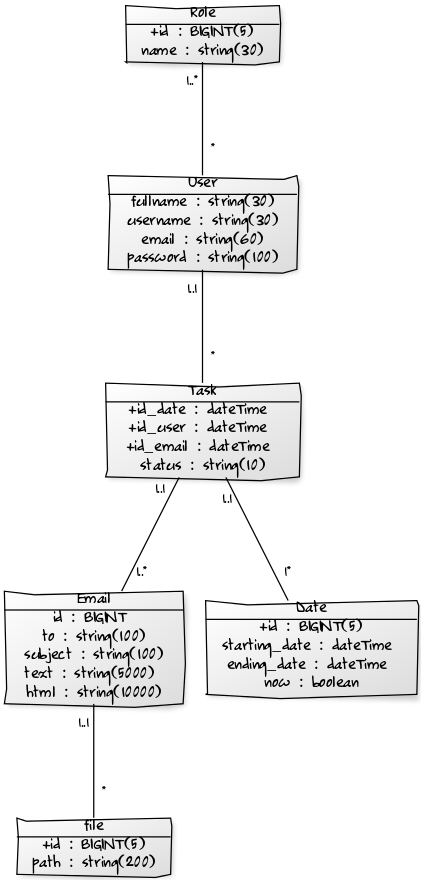 Role
+id : BIGINT(5)
name : string(30)
1..*
*
User
fullname : string(30)
username : string(30)
email : string(60)
password : string(100)
1..1
*
Task
+id_date : dateTime
+id_user : dateTime
+id_email : dateTime
status : string(10)
1..1
1..1
1..*
1*
Email
id : BIGINT
to : string(100)
subject : string(100)
text : string(5000)
html : string(10000)
Date
+id : BIGINT(5)
starting_date : dateTime
ending_date : dateTime
now : boolean
1..1
*
file
+id : BIGINT(5)
path : string(200)